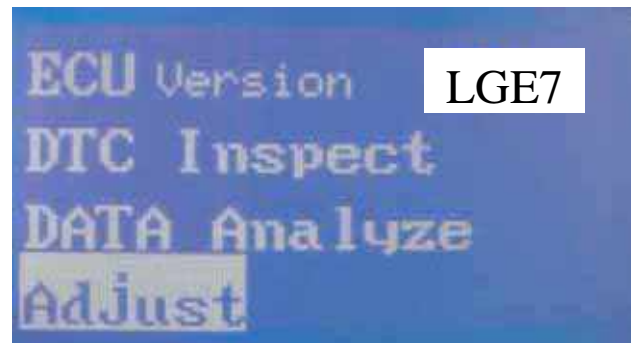 ECU Version LGE7
DTC Inspect
DATA Analyze
Adjust